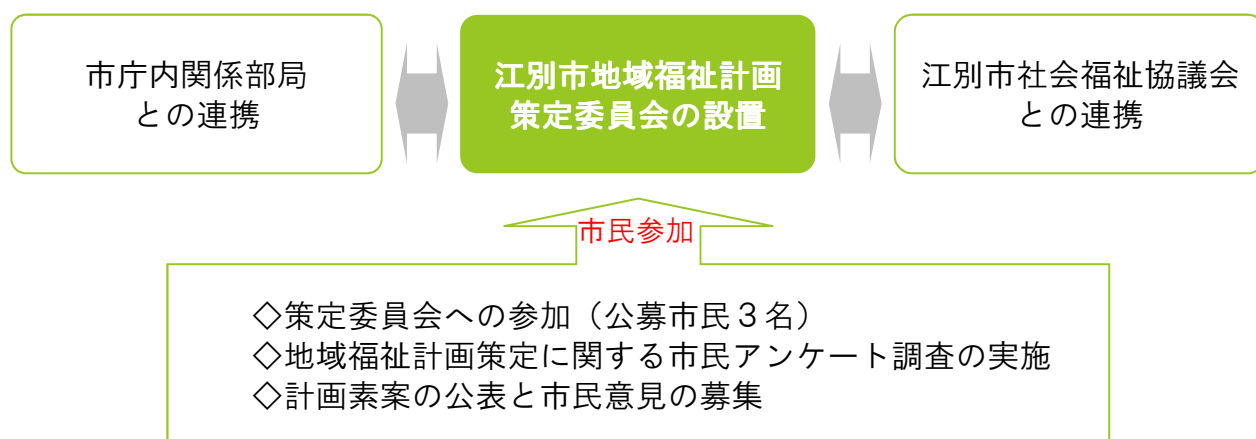 市庁内関係部局
との連携
江別市地域福祉計画
策定委員会の設置
江別市社会福祉協議会
との連携
市民参加
◇策定委員会への参加（公募市民３名）
◇地域福祉計画策定に関する市民アンケート調査の実施
◇計画素案の公表と市民意見の募集